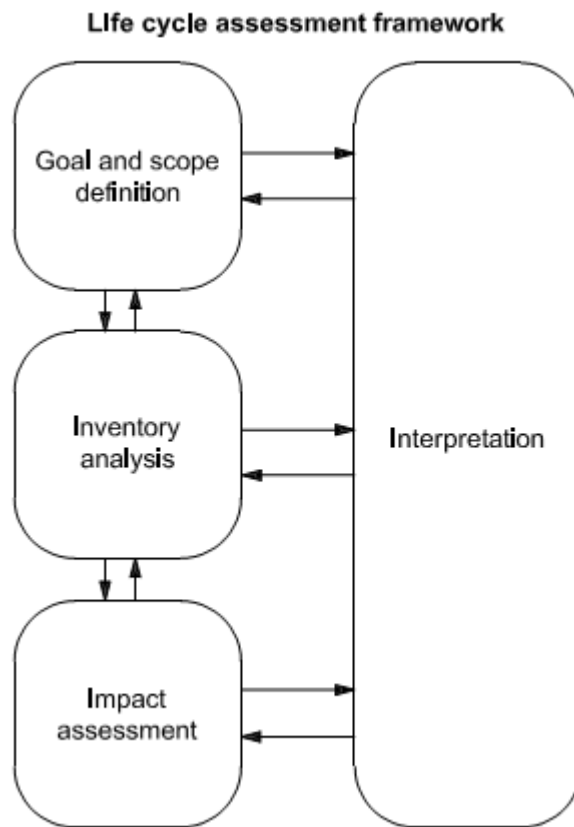 LIfe cycle assessment framework
Goal and scope
definition
Inventory
analysis
Interpretation
Impact
assessment